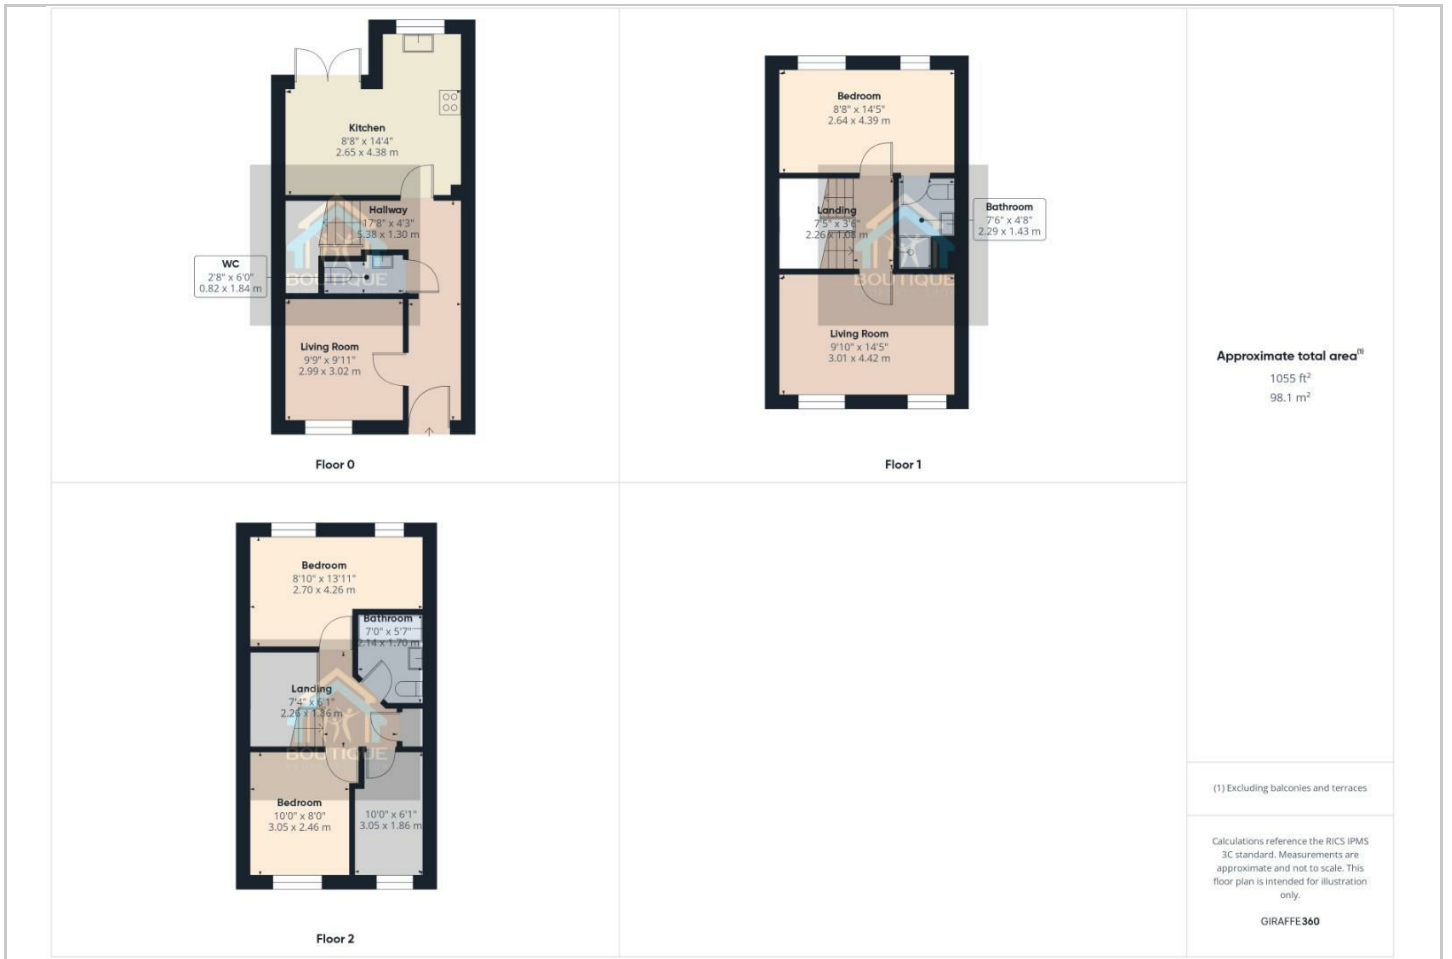 Kitchen
8'8" x 14'4"
2.65 x 4.38 m
Hallway
17'8" x 4'3"
5.38 x 1.30 m
WC
2'8" x 6'0"
0.82 x 1.84 m
BOUTIQUE
Living Room
9'9" x 9'11"
2.99 x 3.02 m
Floor 0
Bedroom
8'8" x 14'5"
2.64 x 4.39 m
Landing
7'5" x 3'6"
2.26 x 1.08 m
Bathroom
7'6" x 4'8"
2.29 x 1.43 m
BOUTIQUE
Living Room
9'10" x 14'5"
3.01 x 4.42 m
Floor 1
Approximate total area(1)
1055 ft²
98.1 m²
Bedroom
8'10" x 13'11"
2.70 x 4.26 m
Bathroom
7'0" x 5'7"
2.14 x 1.70 m
Landing
7'4" x 6'1"
2.26 x 1.86 m
BOUTIQUE
Bedroom
10'0" x 8'0"
3.05 x 2.46 m
10'0" x 6'1"
3.05 x 1.86 m
Floor 2
(1) Excluding balconies and terraces
Calculations reference the RICS IPMS
3C standard. Measurements are
approximate and not to scale. This
floor plan is intended for illustration
only.
GIRAFFE360